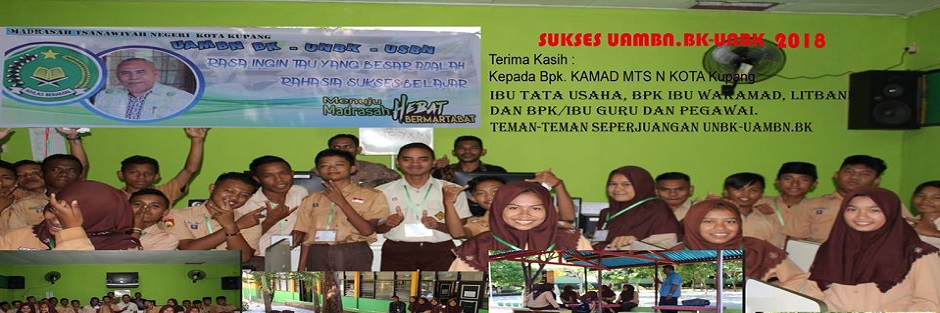 MADRASAH TSANAWIYAH NEGERI KOTA KUPANG
UAMBN BK - UNBK - USBN
RASA INGIN TAU YANG BESAR ADALAH
RAHASIA SUKSES BELAJAR
IKHLAS BERAMAL
Menuju
Madrasah HEBAT
BERMARTABAT
SUKSES UAMBN.BK-UNBK 2018
Terima Kasih :
Kepada Bpk. KAMAD MTS N KOTA Kupang
IBU TATA USAHA, BPK IBU WAKAMAD, LITBANG
DAN BPK/IBU GURU DAN PEGAWAI.
TEMAN-TEMAN SEPERJUANGAN UNBK-UAMBN.BK